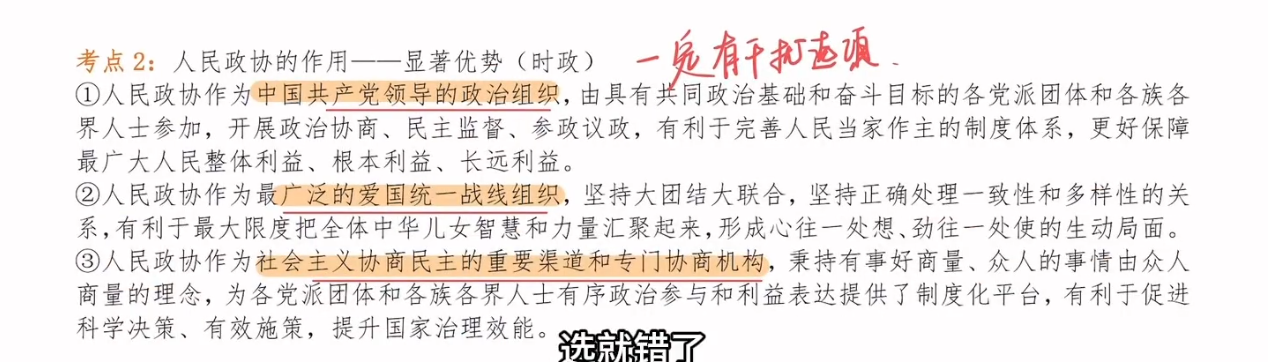 考点 2：人民政协的作用——显著优势（时政） 一定有干扰选项.
①人民政协作为中国共产党领导的政治组织，由具有共同政治基础和奋斗目标的各党派团体和各族各
界人士参加，开展政治协商、民主监督、参政议政，有利于完善人民当家作主的制度体系，更好保障
最广大人民整体利益、根本利益、长远利益。
②人民政协作为最广泛的爱国统一战线组织，坚持大团结大联合，坚持正确处理一致性和多样性的关
系，有利于最大限度把全体中华儿女智慧和力量汇聚起来，形成心往一处想、劲往一处使的生动局面。
③人民政协作为社会主义协商民主的重要渠道和专门协商机构，秉持有事好商量、众人的事情由众人
商量的理念，为各党派团体和各族各界人士有序政治参与和利益表达提供了制度化平台，有利于促进
科学决策、有效施策，提升国家治理效能。
选就错了